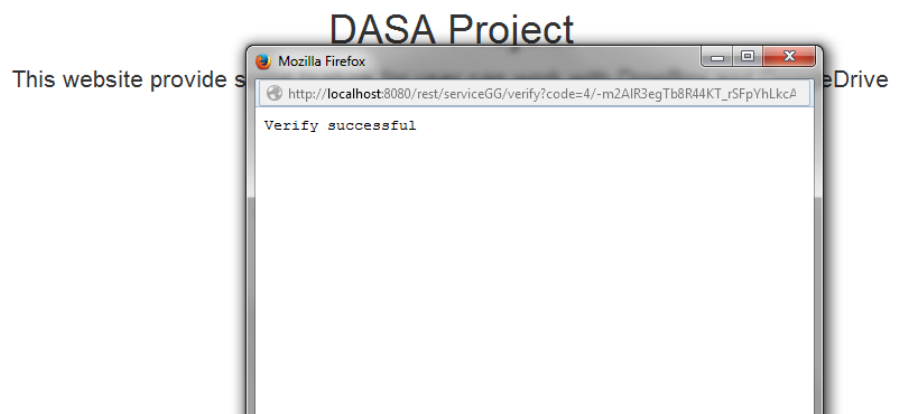 DASA Project
Mozilla Firefox
This website provide s eDrive
http://localhost:8080/rest/serviceGG/verify?code=4/-m2AIR3egTb8R44KT_rSFpYhLkcA
Verify successful